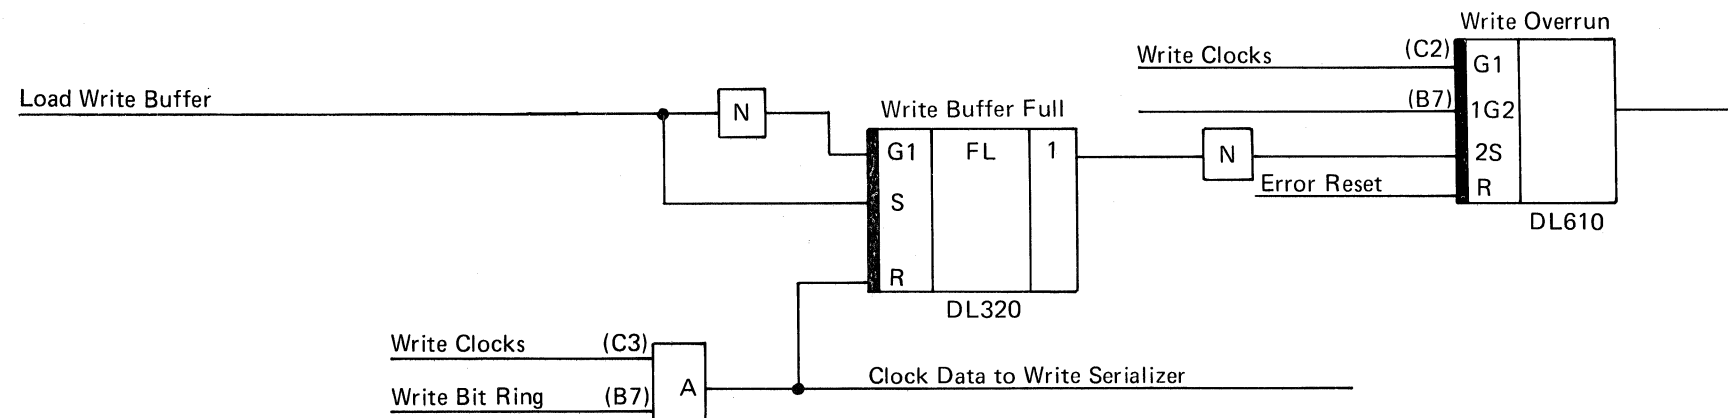 Write Overrun
Write Clocks (C2)
G1
Load Write Buffer
N
Write Buffer Full
(B7)
1G2
G1 FL 1
N
2S
Error Reset
R
S
DL610
R
DL320
Write Clocks (C3)
A
Clock Data to Write Serializer
Write Bit Ring (B7)